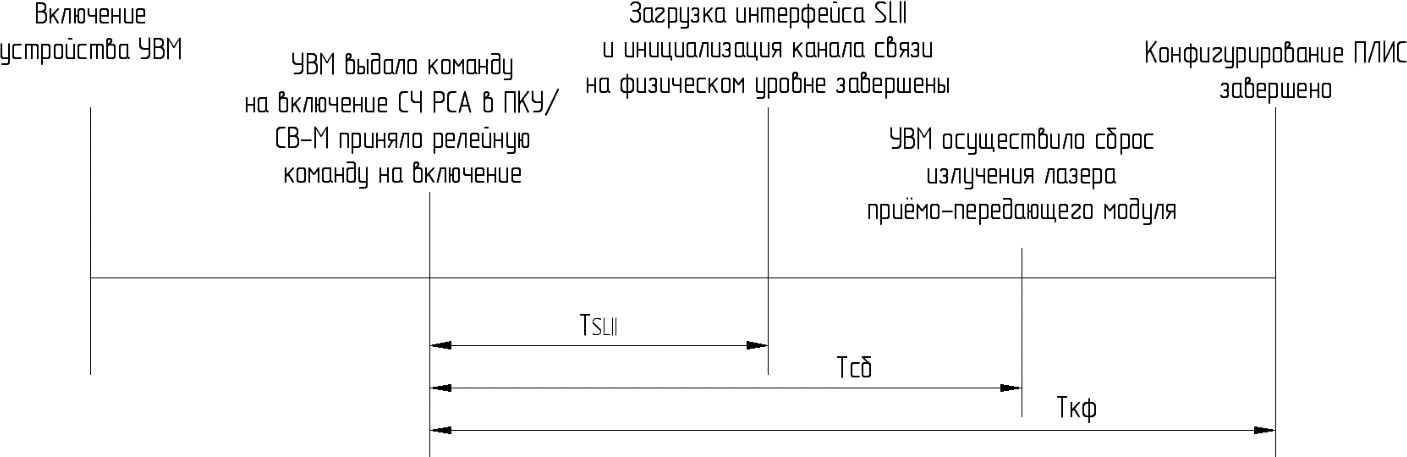 Включение
устройства УВМ
УВМ выдало команду
на включение СЧ РСА в ПКУ/
СВ-М приняло релейную
команду на включение
Загрузка интерфейса SLII
и инициализация канала связи
на физическом уровне завершены
УВМ осуществило сброс
излучения лазера
приёмо-передающего модуля
Конфигурирование ПЛИС
завершено
TSLII
Тсб
Ткф